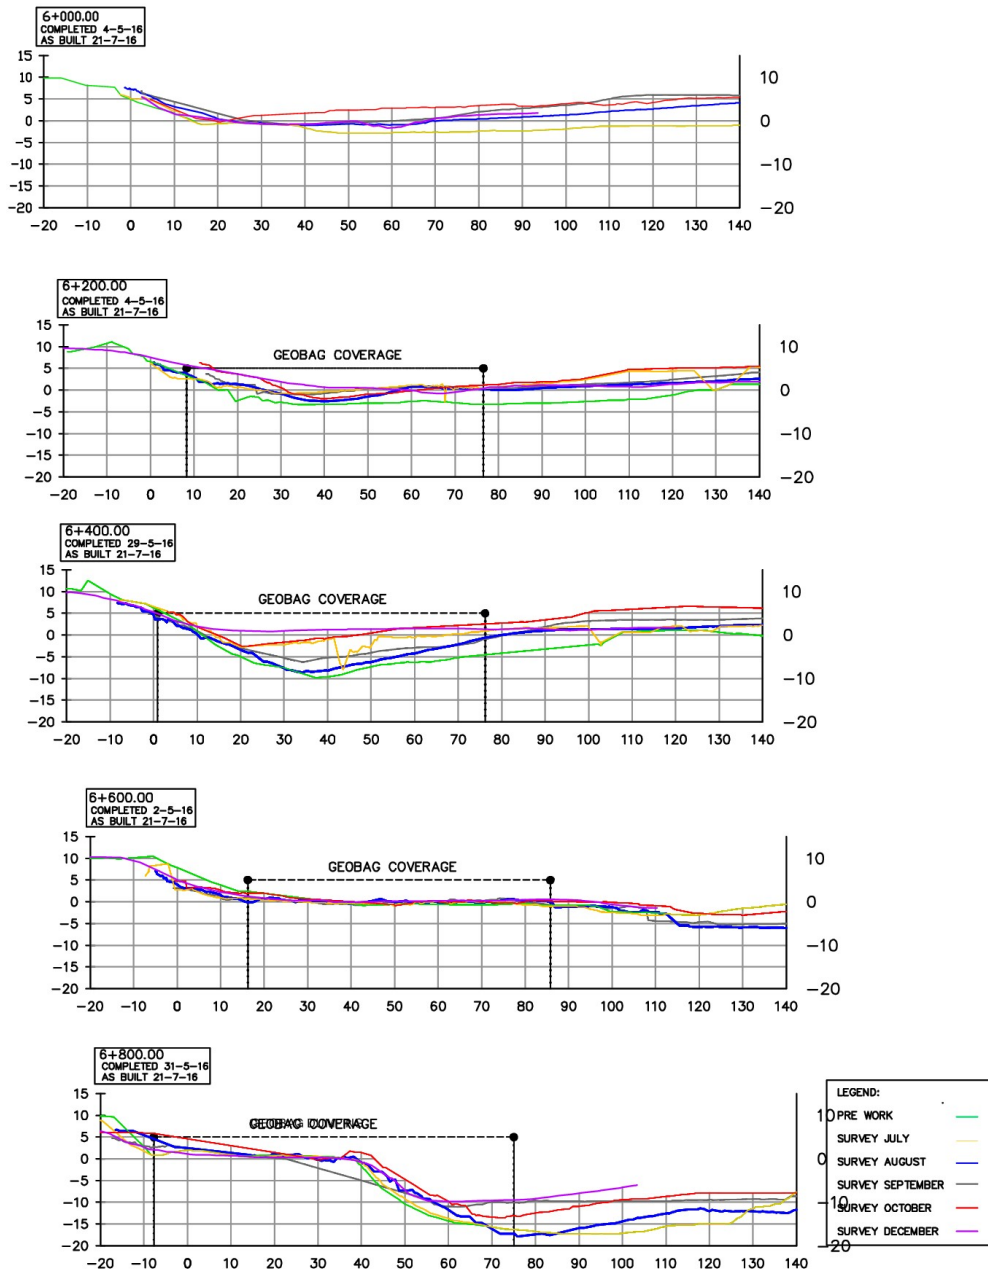 6+000.00
COMPLETED 4-5-16
AS BUILT 21-7-16
15
10
5
0
-5
-10
-15
-20
10
0
-10
-20
-20 -10 0 10 20 30 40 50 60 70 80 90 100 110 120 130 140
6+200.00
COMPLETED 4-5-16
AS BUILT 21-7-16
GEOBAG COVERAGE
15
10
5
0
-5
-10
-15
-20
10
0
-10
-20
-20 -10 0 10 20 30 40 50 60 70 80 90 100 110 120 130 140
6+400.00
COMPLETED 29-5-16
AS BUILT 21-7-16
GEOBAG COVERAGE
15
10
5
0
-5
-10
-15
-20
10
0
-10
-20
-20 -10 0 10 20 30 40 50 60 70 80 90 100 110 120 130 140
6+600.00
COMPLETED 2-5-16
AS BUILT 21-7-16
GEOBAG COVERAGE
15
10
5
0
-5
-10
-15
-20
10
0
-10
-20
-20 -10 0 10 20 30 40 50 60 70 80 90 100 110 120 130 140
6+800.00
COMPLETED 31-5-16
AS BUILT 21-7-16
GEOBAG COVERAGE
15
10
5
0
-5
-10
-15
-20
10
0
-10
-20
-20 -10 0 10 20 30 40 50 60 70 80 90 100 110 120 130 140
LEGEND:
PRE WORK
SURVEY JULY
SURVEY AUGUST
SURVEY SEPTEMBER
SURVEY OCTOBER
SURVEY DECEMBER